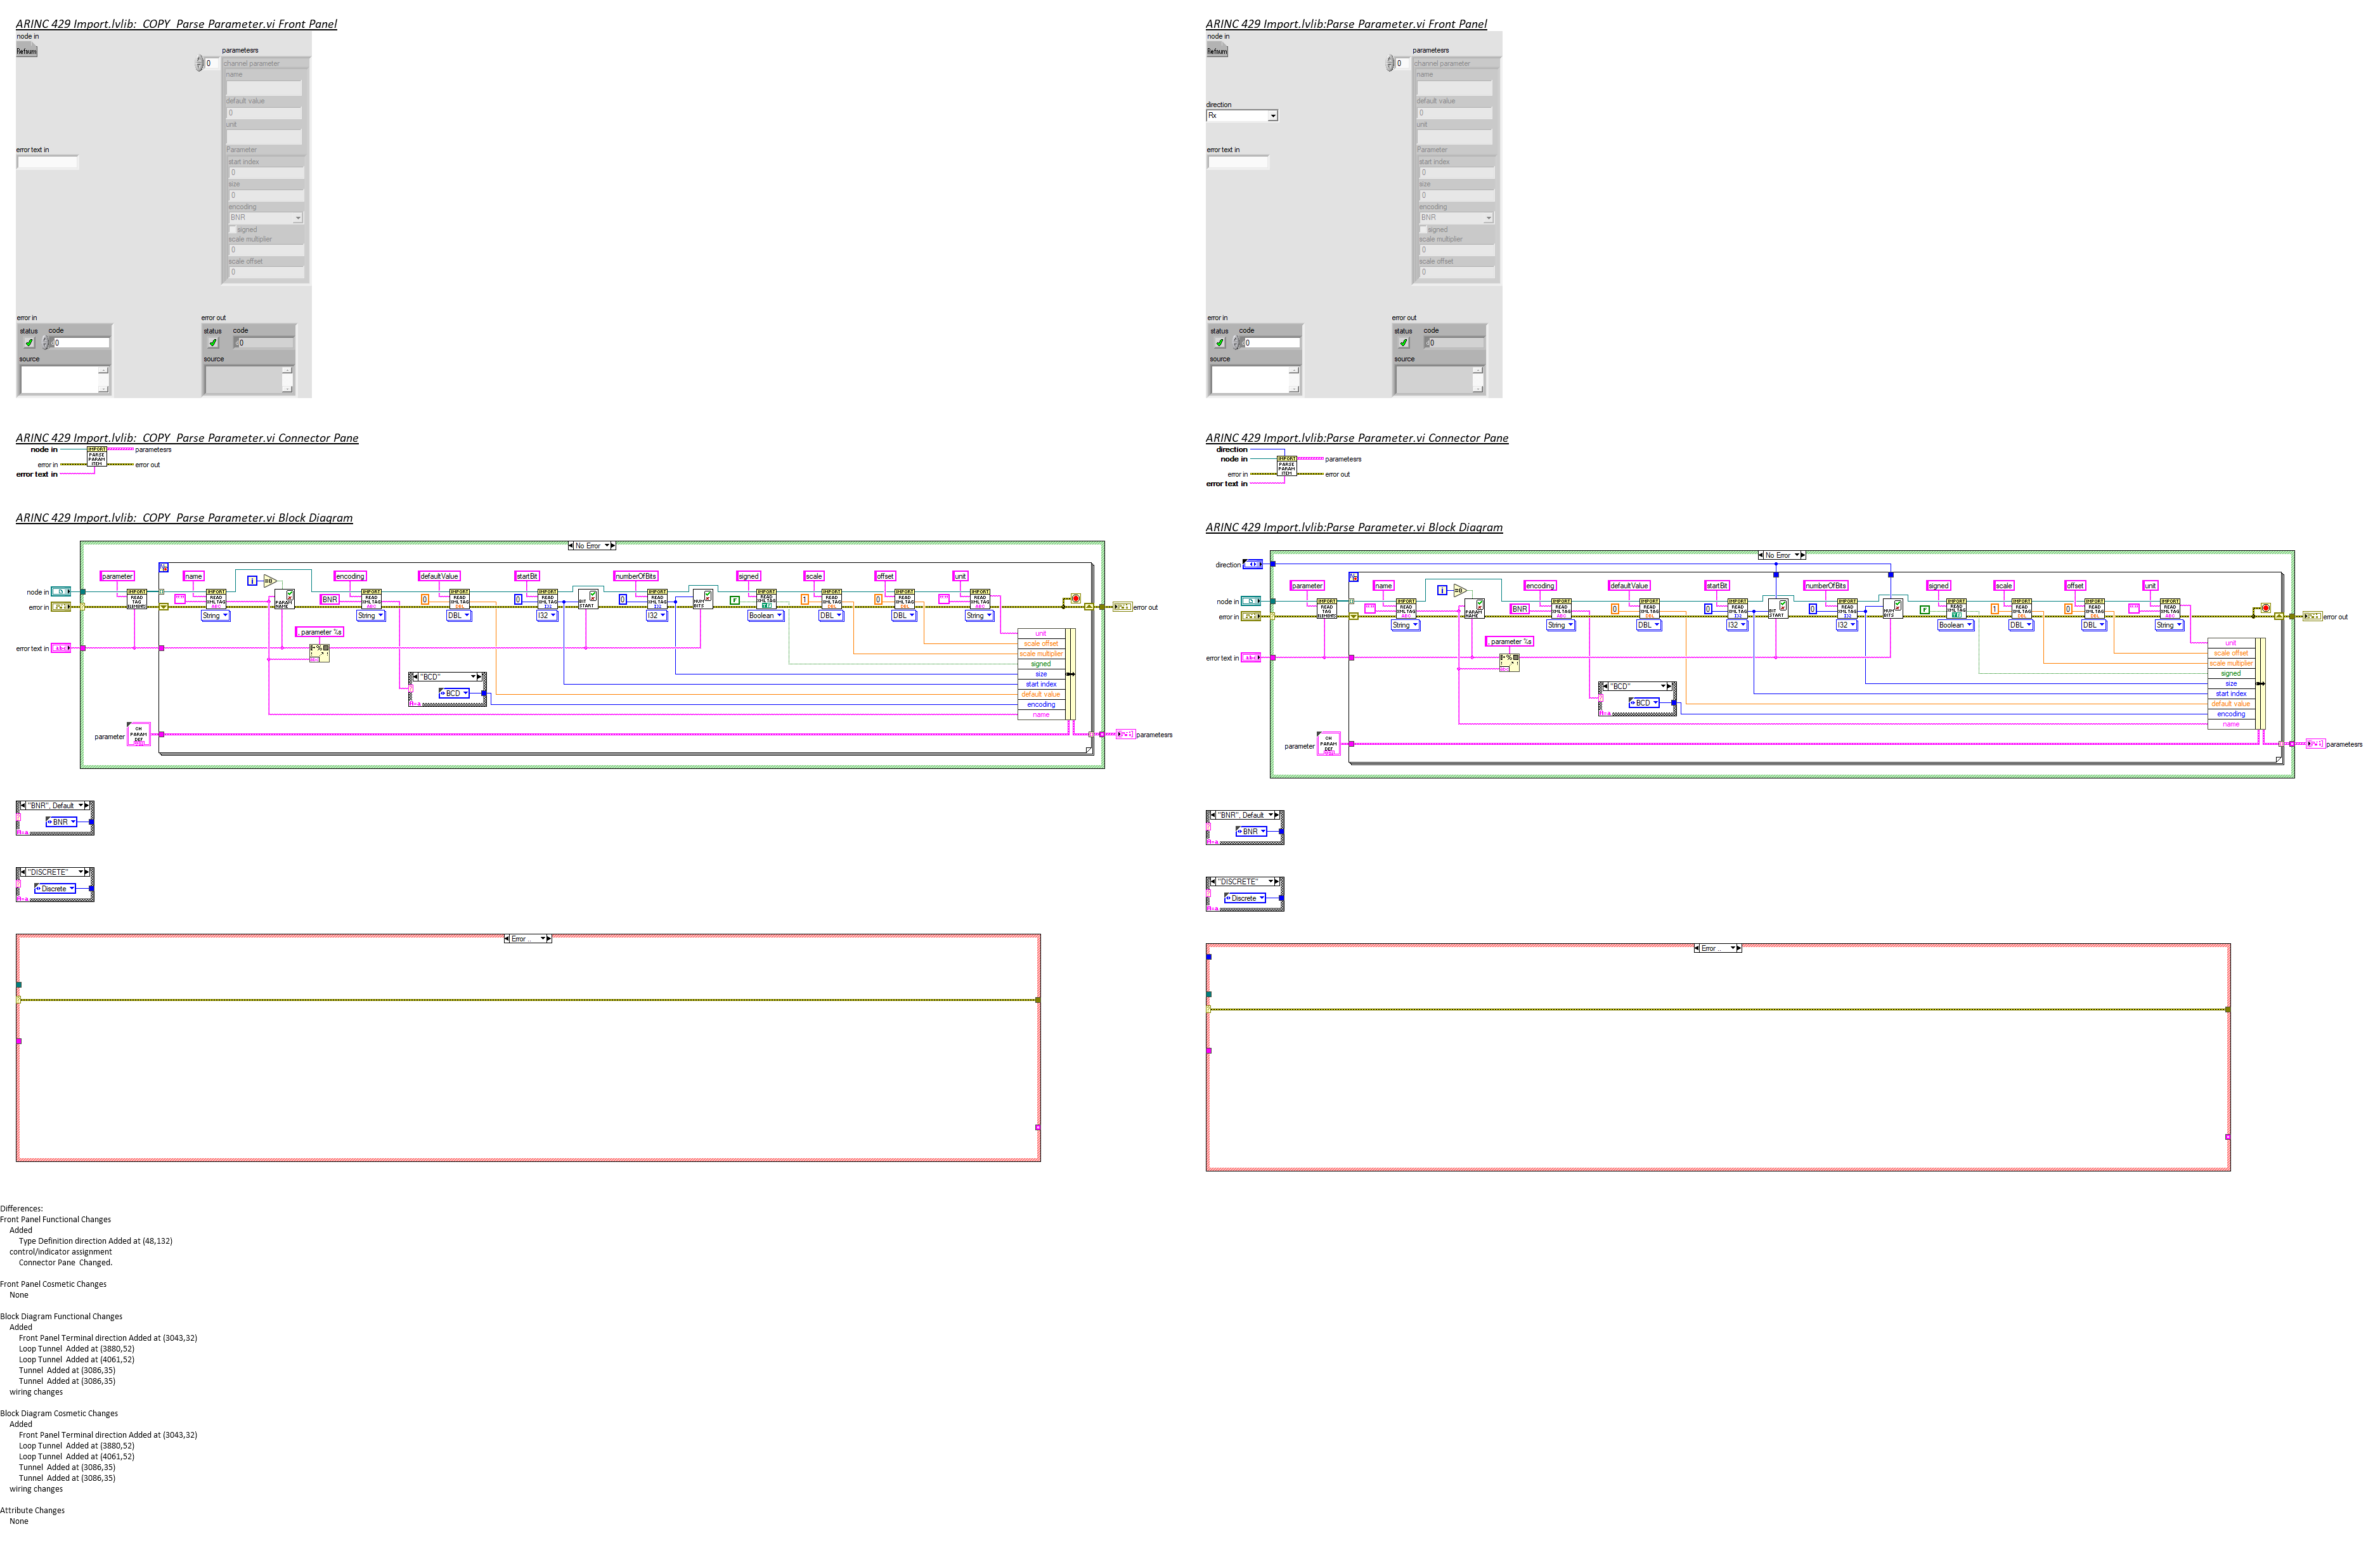 ARINC 429 Import.lvlib:  COPY  Parse Parameter.vi Front Panel
node in
Refnum
parametesrs
0
channel parameter
name
default value
0
unit
Parameter
error text in
start index
0
size
0
encoding
BNR
signed
scale multiplier
0
scale offset
0
error in
status code
0
source
error out
status code
0
source
ARINC 429 Import.lvlib:  COPY  Parse Parameter.vi Connector Pane
node in
error in
error text in
IMPORT
PARSE
PARAM
ITEM
parametesrs
error out
ARINC 429 Import.lvlib:  COPY  Parse Parameter.vi Block Diagram
No Error
parameter
name
encoding
defaultValue
startBit
numberOfBits
signed
scale
offset
unit
node in
error in
error out
BNR
0
0
0
1
0
String
String
DBL
I32
I32
Boolean
DBL
DBL
String
, parameter %s
error text in
unit
scale offset
scale multiplier
signed
size
start index
default value
encoding
name
"BCD"
BCD
parameter
CH
PARAM
DEF
parametesrs
"BNR", Default
BNR
"DISCRETE"
Discrete
Error ..
Differences:
Front Panel Functional Changes
Added
Type Definition direction Added at (48,132)
control/indicator assignment
Connector Pane  Changed.
Front Panel Cosmetic Changes
None
Block Diagram Functional Changes
Added
Front Panel Terminal direction Added at (3043,32)
Loop Tunnel  Added at (3880,52)
Loop Tunnel  Added at (4061,52)
Tunnel  Added at (3086,35)
Tunnel  Added at (3086,35)
wiring changes
Block Diagram Cosmetic Changes
Added
Front Panel Terminal direction Added at (3043,32)
Loop Tunnel  Added at (3880,52)
Loop Tunnel  Added at (4061,52)
Tunnel  Added at (3086,35)
Tunnel  Added at (3086,35)
wiring changes
Attribute Changes
None
ARINC 429 Import.lvlib:Parse Parameter.vi Front Panel
node in
Refnum
parametesrs
0
channel parameter
name
default value
0
unit
Parameter
direction
Rx
error text in
start index
0
size
0
encoding
BNR
signed
scale multiplier
0
scale offset
0
error in
status code
0
source
error out
status code
0
source
ARINC 429 Import.lvlib:Parse Parameter.vi Connector Pane
direction
node in
error in
error text in
IMPORT
PARSE
PARAM
ITEM
parametesrs
error out
ARINC 429 Import.lvlib:Parse Parameter.vi Block Diagram
No Error
direction
parameter
name
encoding
defaultValue
startBit
numberOfBits
signed
scale
offset
unit
node in
error in
error out
BNR
0
0
0
1
0
String
String
DBL
I32
I32
Boolean
DBL
DBL
String
, parameter %s
error text in
unit
scale offset
scale multiplier
signed
size
start index
default value
encoding
name
"BCD"
BCD
parameter
CH
PARAM
DEF
parametesrs
"BNR", Default
BNR
"DISCRETE"
Discrete
Error ..